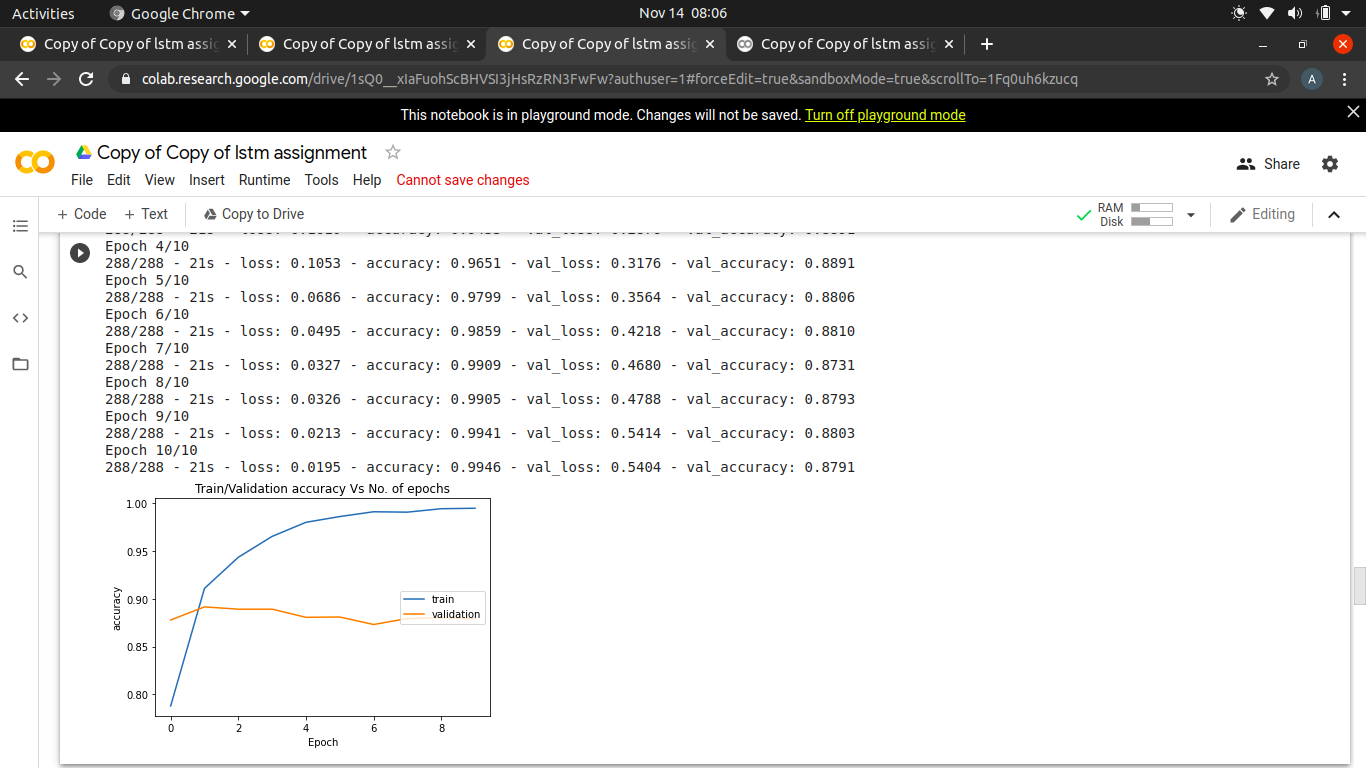 Activities
Google Chrome
Nov 14 08:06
Copy of Copy of lstm assig
Copy of Copy of lstm assig
Copy of Copy of lstm assig
Copy of Copy of lstm assig
colab.research.google.com/drive/1sQ0__xIaFuohScBHVSI3jHsRzRN3FwFw?authuser=1#forceEdit=true&sandboxMode=true&scrollTo=1Fq0uh6kzucq
A
This notebook is in playground mode. Changes will not be saved. Turn off playground mode
Copy of Copy of lstm assignment
Share
File Edit View Insert Runtime Tools Help Cannot save changes
+ Code + Text Copy to Drive
RAM
Disk
Editing
Epoch 4/10
288/288 - 21s - loss: 0.1053 - accuracy: 0.9651 - val_loss: 0.3176 - val_accuracy: 0.8891
Epoch 5/10
288/288 - 21s - loss: 0.0686 - accuracy: 0.9799 - val_loss: 0.3564 - val_accuracy: 0.8806
Epoch 6/10
288/288 - 21s - loss: 0.0495 - accuracy: 0.9859 - val_loss: 0.4218 - val_accuracy: 0.8810
Epoch 7/10
288/288 - 21s - loss: 0.0327 - accuracy: 0.9909 - val_loss: 0.4680 - val_accuracy: 0.8731
Epoch 8/10
288/288 - 21s - loss: 0.0326 - accuracy: 0.9905 - val_loss: 0.4788 - val_accuracy: 0.8793
Epoch 9/10
288/288 - 21s - loss: 0.0213 - accuracy: 0.9941 - val_loss: 0.5414 - val_accuracy: 0.8803
Epoch 10/10
288/288 - 21s - loss: 0.0195 - accuracy: 0.9946 - val_loss: 0.5404 - val_accuracy: 0.8791
Train/Validation accuracy Vs No. of epochs
1.00
0.95
0.90
0.85
0.80
accuracy
train
validation
0 2 4 6 8
Epoch